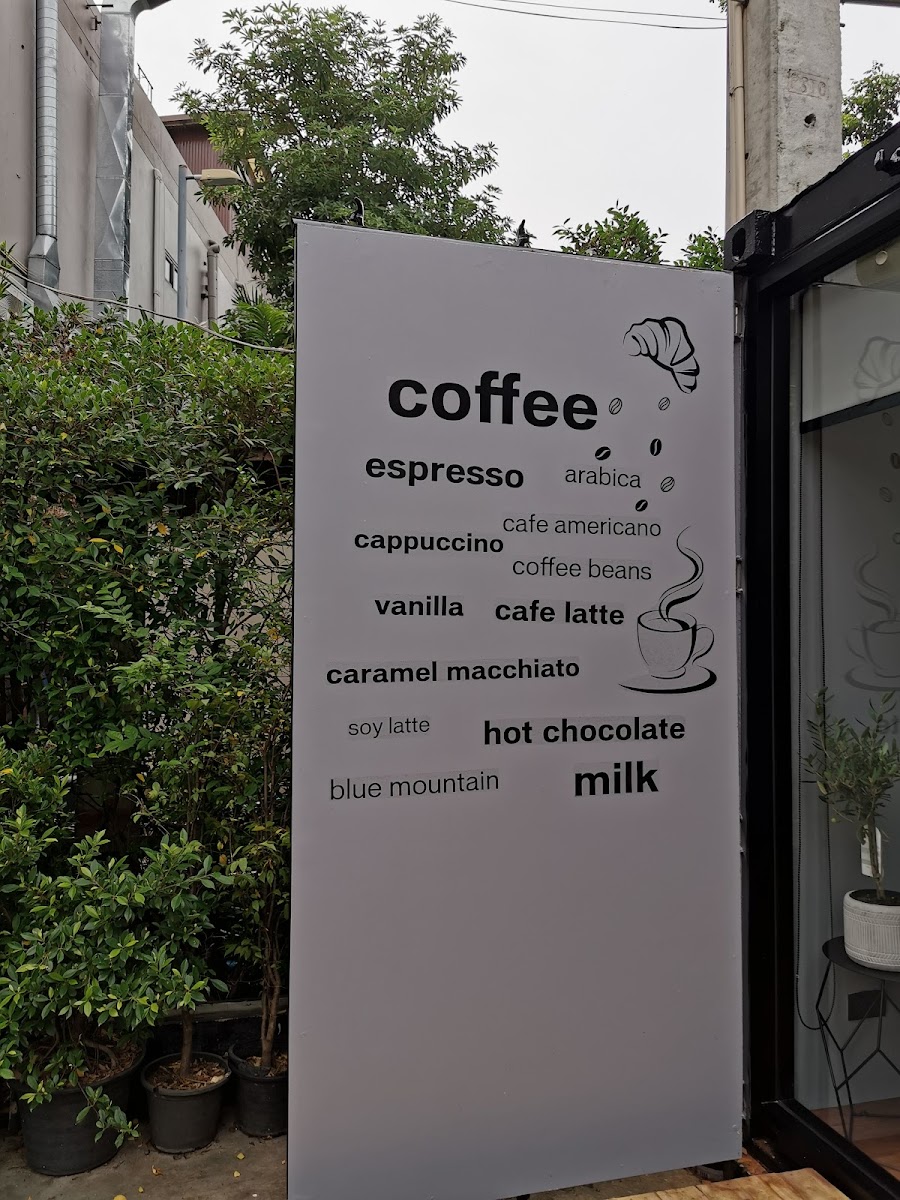 310
coffee
espresso arabica
cafe americano
cappuccino
coffee beans
vanilla cafe latte
caramel macchiato
soy latte hot chocolate
blue mountain milk